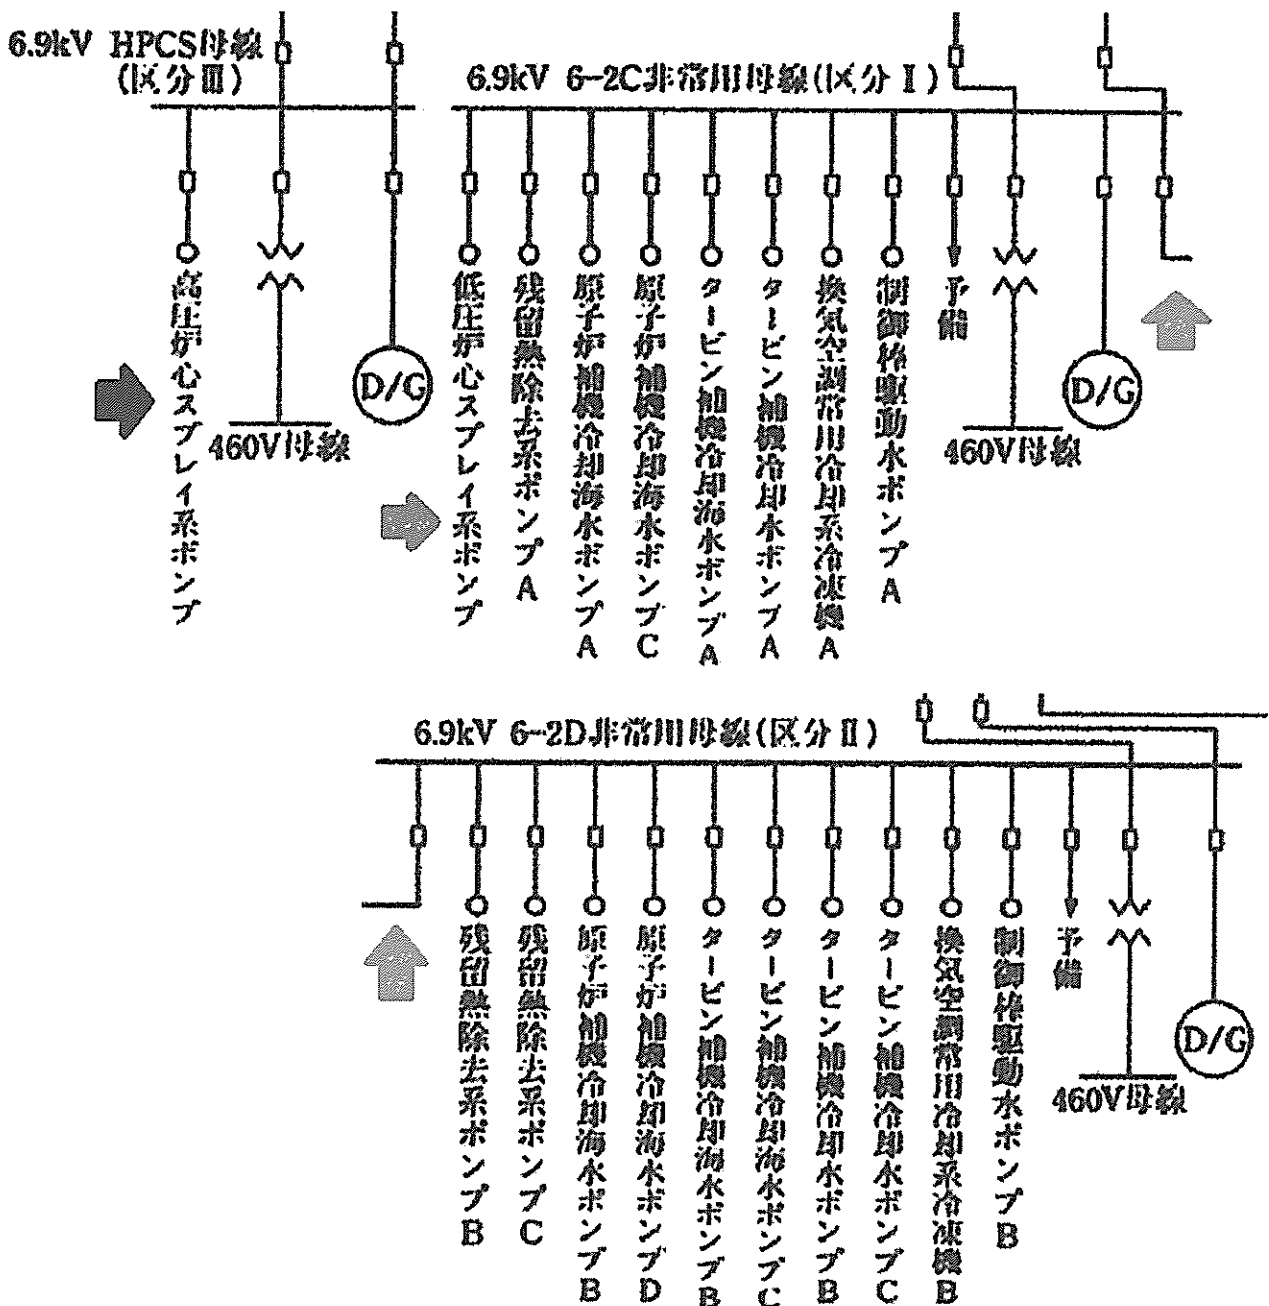 6.9kV HPCS母線
(区分Ⅲ)
6.9kV 6-2C非常用母線(区分Ⅰ)
高圧炉心スプレイ系ポンプ
460V母線
D/G
低圧炉心スプレイ系ポンプ
残留熱除去系ポンプA
原子炉補機冷却海水ポンプA
原子炉補機冷却海水ポンプC
タービン補機冷却海水ポンプA
タービン補機冷却水ポンプA
換気空調常用冷却系冷凍機A
制御棒駆動水ポンプA
予備
460V母線
D/G
6.9kV 6-2D非常用母線(区分Ⅱ)
残留熱除去系ポンプB
残留熱除去系ポンプC
原子炉補機冷却海水ポンプB
原子炉補機冷却海水ポンプD
タービン補機冷却海水ポンプB
タービン補機冷却海水ポンプC
タービン補機冷却水ポンプB
タービン補機冷却水ポンプC
換気空調常用冷却系冷凍機B
制御棒駆動水ポンプB
予備
460V母線
D/G